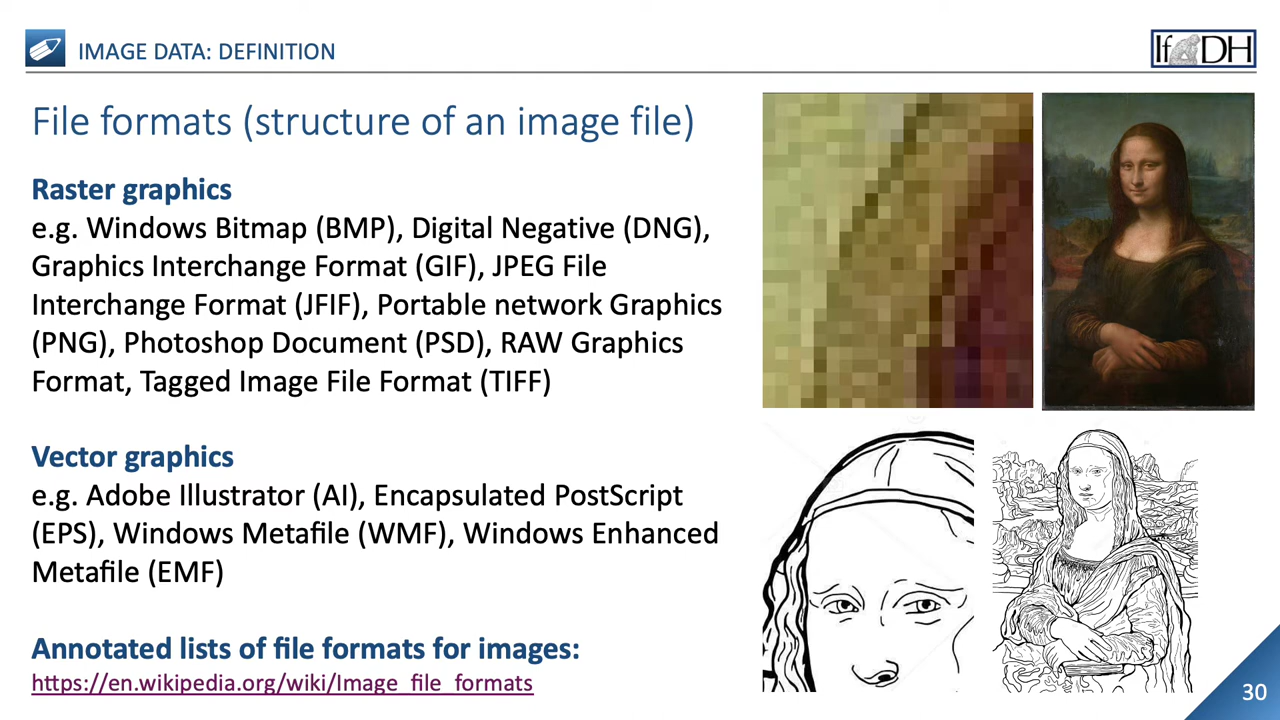 IMAGE DATA: DEFINITION
IfDH
File formats (structure of an image file)
Raster graphics
e.g. Windows Bitmap (BMP), Digital Negative (DNG),
Graphics Interchange Format (GIF), JPEG File
Interchange Format (JFIF), Portable network Graphics
(PNG), Photoshop Document (PSD), RAW Graphics
Format, Tagged Image File Format (TIFF)
Vector graphics
e.g. Adobe Illustrator (AI), Encapsulated PostScript
(EPS), Windows Metafile (WMF), Windows Enhanced
Metafile (EMF)
Annotated lists of file formats for images:
https://en.wikipedia.org/wiki/Image_file_formats
30